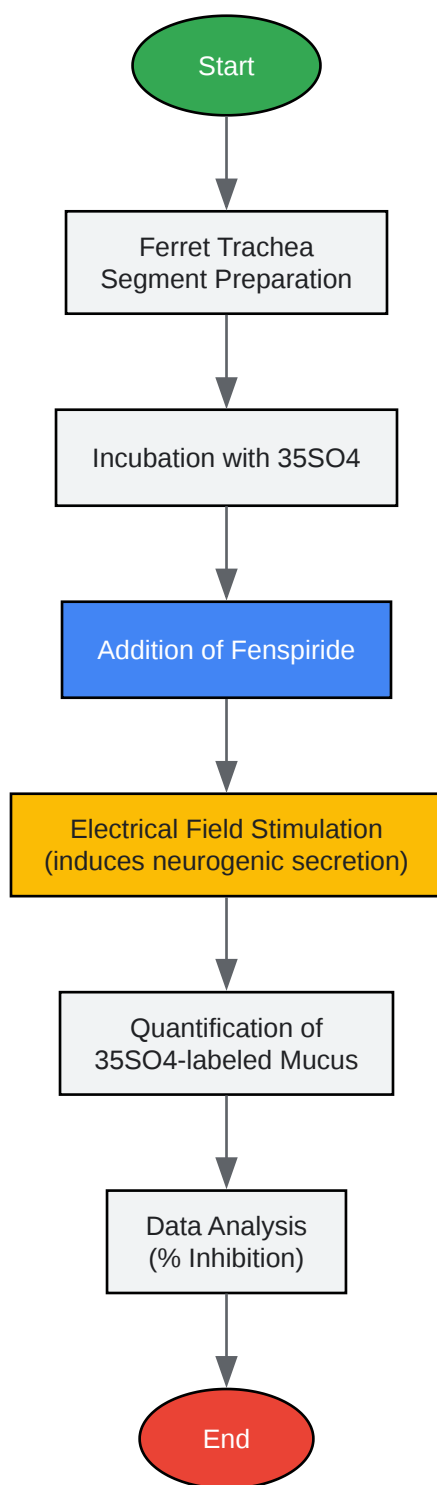 Start
Ferret Trachea
Segment Preparation
Incubation with 35SO4
Addition of Fenspiride
Electrical Field Stimulation
(induces neurogenic secretion)
Quantification of
35SO4-labeled Mucus
Data Analysis
(% Inhibition)
End